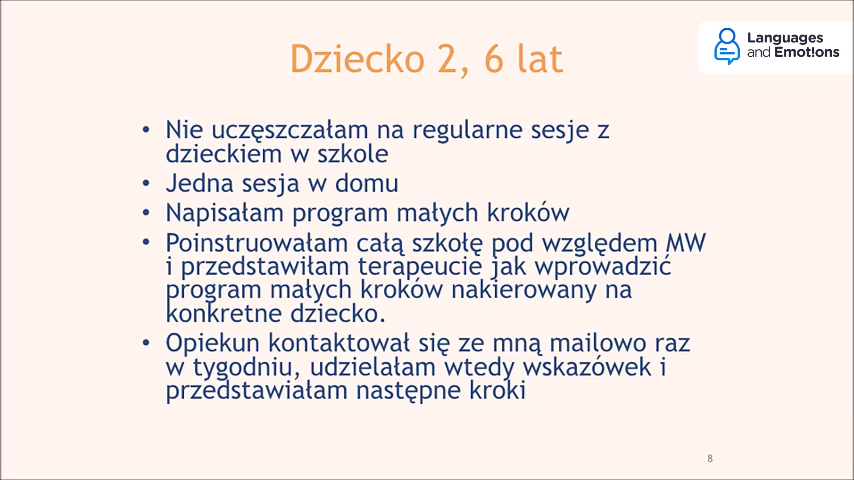 Languages
and Emot!ons
Dziecko 2, 6 lat
• Nie uczęszczałam na regularne sesje z
dzieckiem w szkole
• Jedna sesja w domu
• Napisałam program małych kroków
• Poinstruowałam całą szkołę pod względem MW
i przedstawiłam terapeucie jak wprowadzić
program małych kroków nakierowany na
konkretne dziecko.
• Opiekun kontaktował się ze mną mailowo raz
w tygodniu, udzielałam wtedy wskazówek i
przedstawiałam następne kroki
8